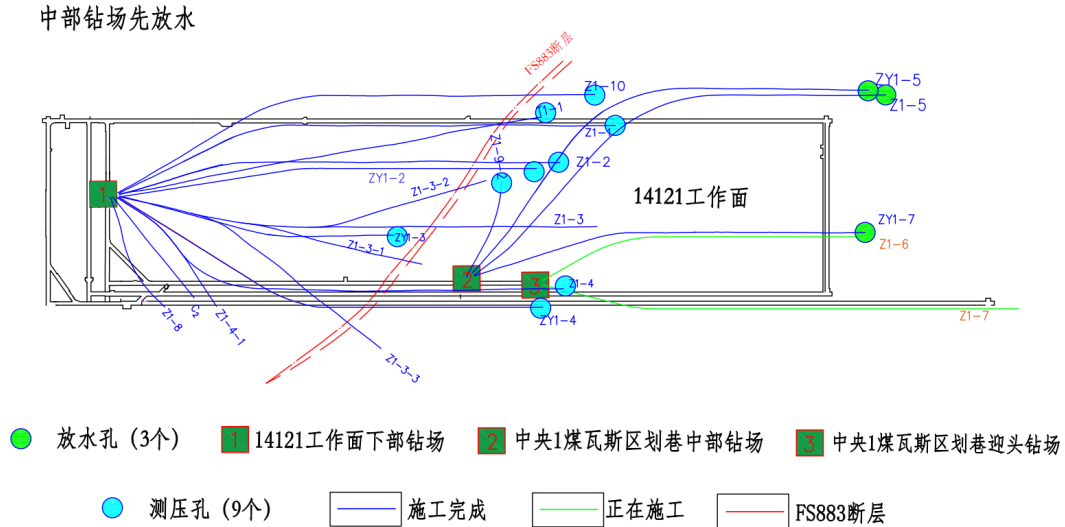 中部钻场先放水
FS883断层
ZY1-5
Z1-10
Z1-5
J1-1
Z1-1
Z1-9-2
Z1-2
ZY1-2
Z1-3-2
14121工作面
1
Z1-3
ZY1-7
ZY1-3
Z1-6
Z1-3-1
2
3
Z1-4
C2
Z1-8
Z1-4-1
ZY1-4
Z1-7
Z1-3-3
放水孔（3个）
1 14121工作面下部钻场
2 中央1煤瓦斯区划巷中部钻场
3 中央1煤瓦斯区划巷迎头钻场
测压孔（9个）
施工完成
正在施工
FS883断层